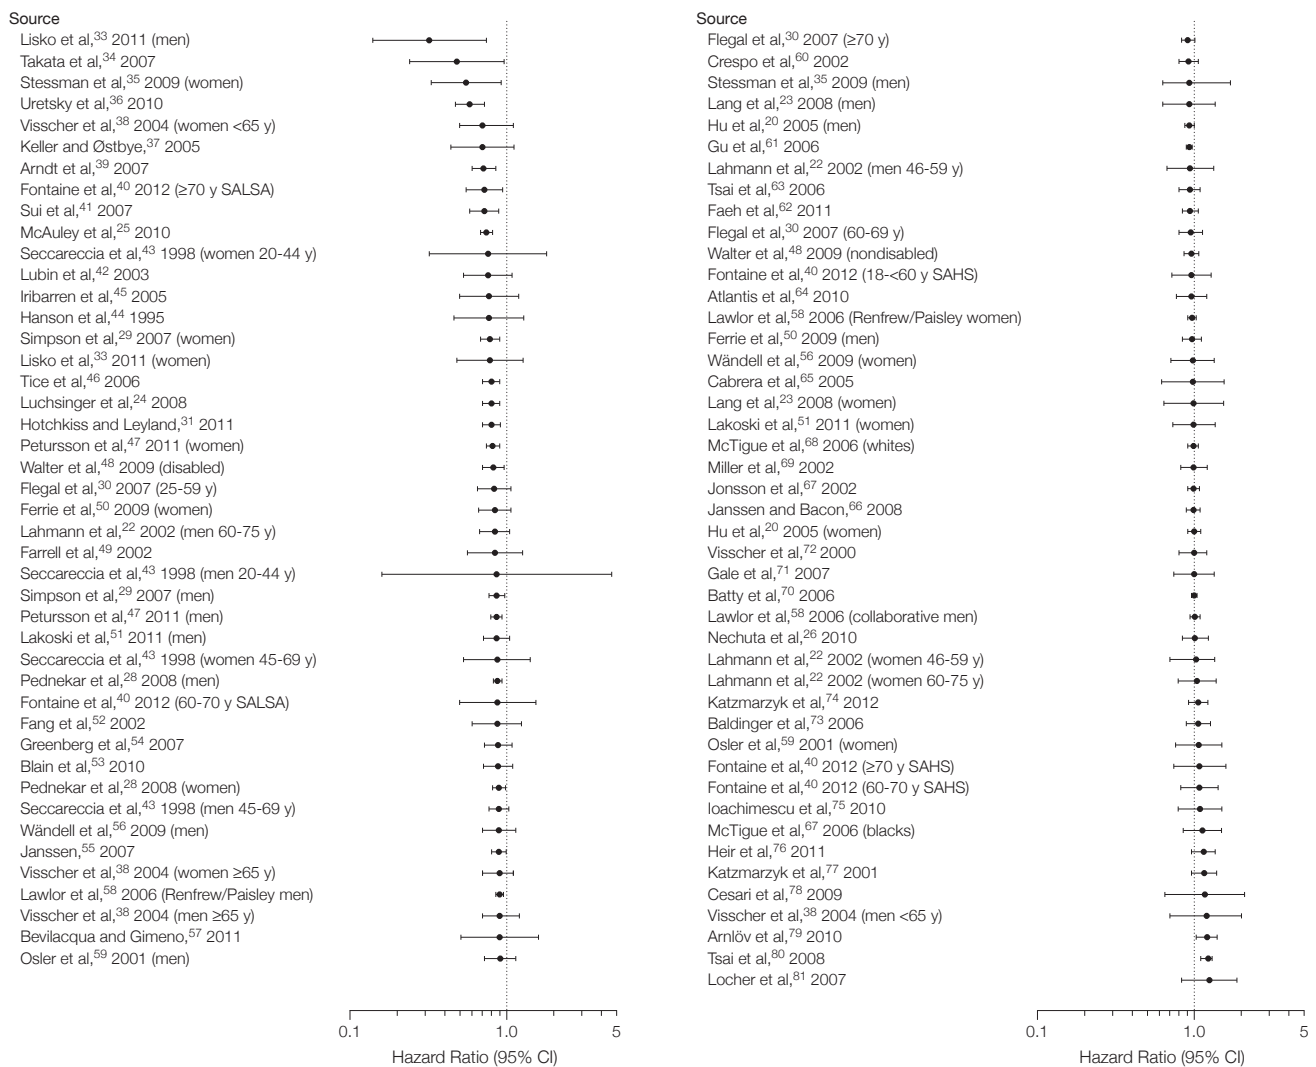 Source
Lisko et al,33 2011 (men)
Takata et al,34 2007
Stessman et al,35 2009 (women)
Uretsky et al,36 2010
Visscher et al,38 2004 (women <65 y)
Keller and Østbye,37 2005
Arndt et al,39 2007
Fontaine et al,40 2012 (≥70 y SALSA)
Sui et al,41 2007
McAuley et al,25 2010
Seccareccia et al,43 1998 (women 20-44 y)
Lubin et al,42 2003
Iribarren et al,45 2005
Hanson et al,44 1995
Simpson et al,29 2007 (women)
Lisko et al,33 2011 (women)
Tice et al,46 2006
Luchsinger et al,24 2008
Hotchkiss and Leyland,31 2011
Petursson et al,47 2011 (women)
Walter et al,48 2009 (disabled)
Flegal et al,30 2007 (25-59 y)
Ferrie et al,50 2009 (women)
Lahmann et al,22 2002 (men 60-75 y)
Farrell et al,49 2002
Seccareccia et al,43 1998 (men 20-44 y)
Simpson et al,29 2007 (men)
Petursson et al,47 2011 (men)
Lakoski et al,51 2011 (men)
Seccareccia et al,43 1998 (women 45-69 y)
Pednekar et al,28 2008 (men)
Fontaine et al,40 2012 (60-70 y SALSA)
Fang et al,52 2002
Greenberg et al,54 2007
Blain et al,53 2010
Pednekar et al,28 2008 (women)
Seccareccia et al,43 1998 (men 45-69 y)
Wändell et al,56 2009 (men)
Janssen,55 2007
Visscher et al,38 2004 (women ≥65 y)
Lawlor et al,58 2006 (Renfrew/Paisley men)
Visscher et al,38 2004 (men ≥65 y)
Bevilacqua and Gimeno,57 2011
Osler et al,59 2001 (men)
0.1 1.0 5
Hazard Ratio (95% CI)
Source
Flegal et al,30 2007 (≥70 y)
Crespo et al,60 2002
Stessman et al,35 2009 (men)
Lang et al,23 2008 (men)
Hu et al,20 2005 (men)
Gu et al,61 2006
Lahmann et al,22 2002 (men 46-59 y)
Tsai et al,63 2006
Faeh et al,62 2011
Flegal et al,30 2007 (60-69 y)
Walter et al,48 2009 (nondisabled)
Fontaine et al,40 2012 (18-<60 y SAHS)
Atlantis et al,64 2010
Lawlor et al,58 2006 (Renfrew/Paisley women)
Ferrie et al,50 2009 (men)
Wändell et al,56 2009 (women)
Cabrera et al,65 2005
Lang et al,23 2008 (women)
Lakoski et al,51 2011 (women)
McTigue et al,68 2006 (whites)
Miller et al,69 2002
Jonsson et al,67 2002
Janssen and Bacon,66 2008
Hu et al,20 2005 (women)
Visscher et al,72 2000
Gale et al,71 2007
Batty et al,70 2006
Lawlor et al,58 2006 (collaborative men)
Nechuta et al,26 2010
Lahmann et al,22 2002 (women 46-59 y)
Lahmann et al,22 2002 (women 60-75 y)
Katzmarzyk et al,74 2012
Baldinger et al,73 2006
Osler et al,59 2001 (women)
Fontaine et al,40 2012 (≥70 y SAHS)
Fontaine et al,40 2012 (60-70 y SAHS)
Ioachimescu et al,75 2010
McTigue et al,67 2006 (blacks)
Heir et al,76 2011
Katzmarzyk et al,77 2001
Cesari et al,78 2009
Visscher et al,38 2004 (men <65 y)
Arnlöv et al,79 2010
Tsai et al,80 2008
Locher et al,81 2007
0.1 1.0 5
Hazard Ratio (95% CI)